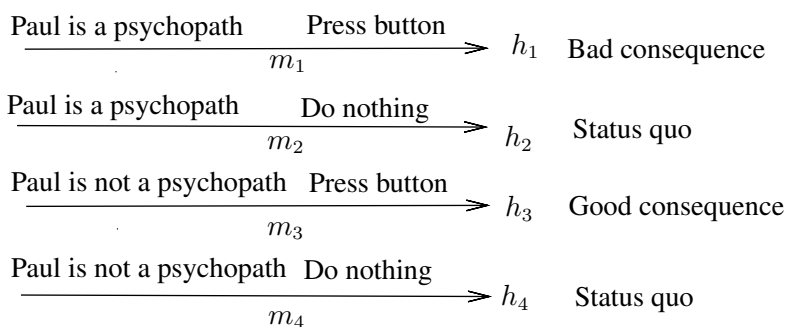 Paul is a psychopath Press button h₁ Bad consequence
m₁
Paul is a psychopath Do nothing h₂ Status quo
m₂
Paul is not a psychopath Press button h₃ Good consequence
m₃
Paul is not a psychopath Do nothing h₄ Status quo
m₄